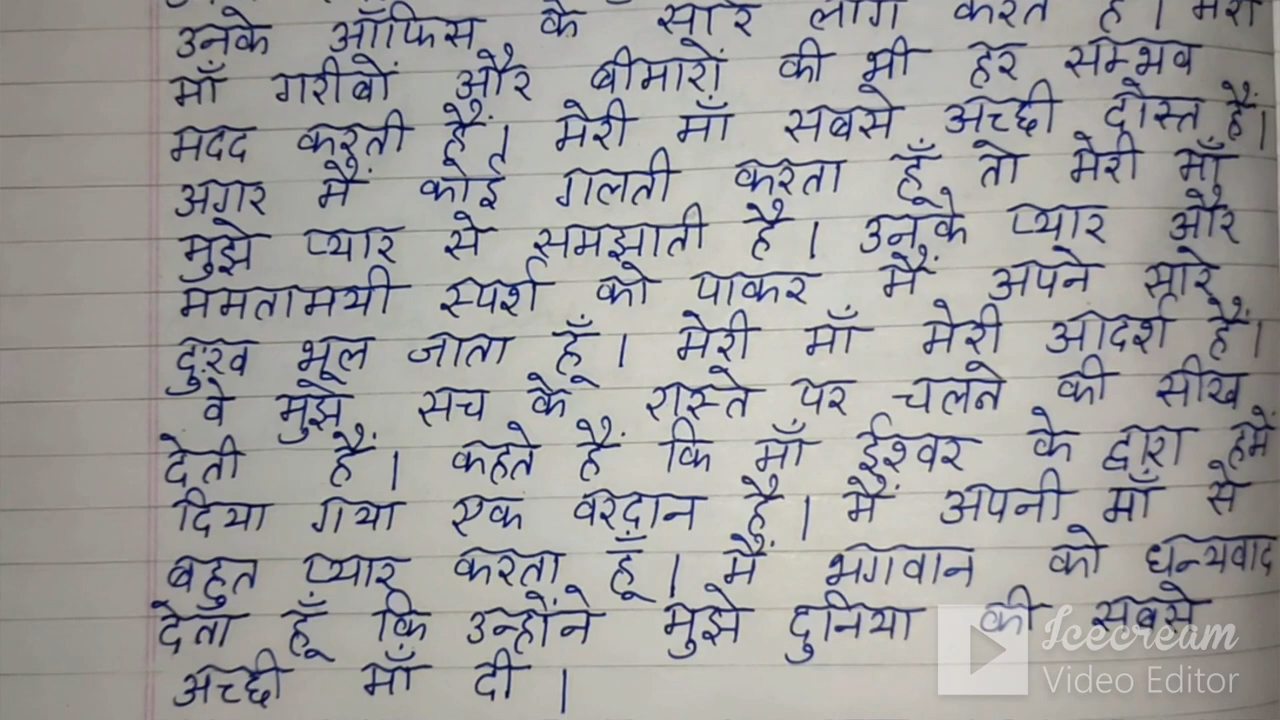 उनके ऑफिस के सारे लोग करते हैं। मेरी
माँ गरीबों और बीमारों की भी हर सम्भव
मदद करती हैं। मेरी माँ सबसे अच्छी दोस्त हैं।
अगर मैं कोई गलती करता हूँ तो मेरी माँ
मुझे प्यार से समझाती है। उनके प्यार और
ममतामयी स्पर्श को पाकर मैं अपने सारे
दुःख भूल जाता हूँ। मेरी माँ मेरी आदर्श हैं।
वे मुझे सच के रास्ते पर चलने की सीख
देती हैं। कहते हैं कि माँ ईश्वर के द्वारा हमें
दिया गया एक वरदान है। मैं अपनी माँ से
बहुत प्यार करता हूँ। मैं भगवान को धन्यवाद
देता हूँ कि उन्होंने मुझे दुनिया की सबसे
अच्छी माँ दी।
Icecream
Video Editor